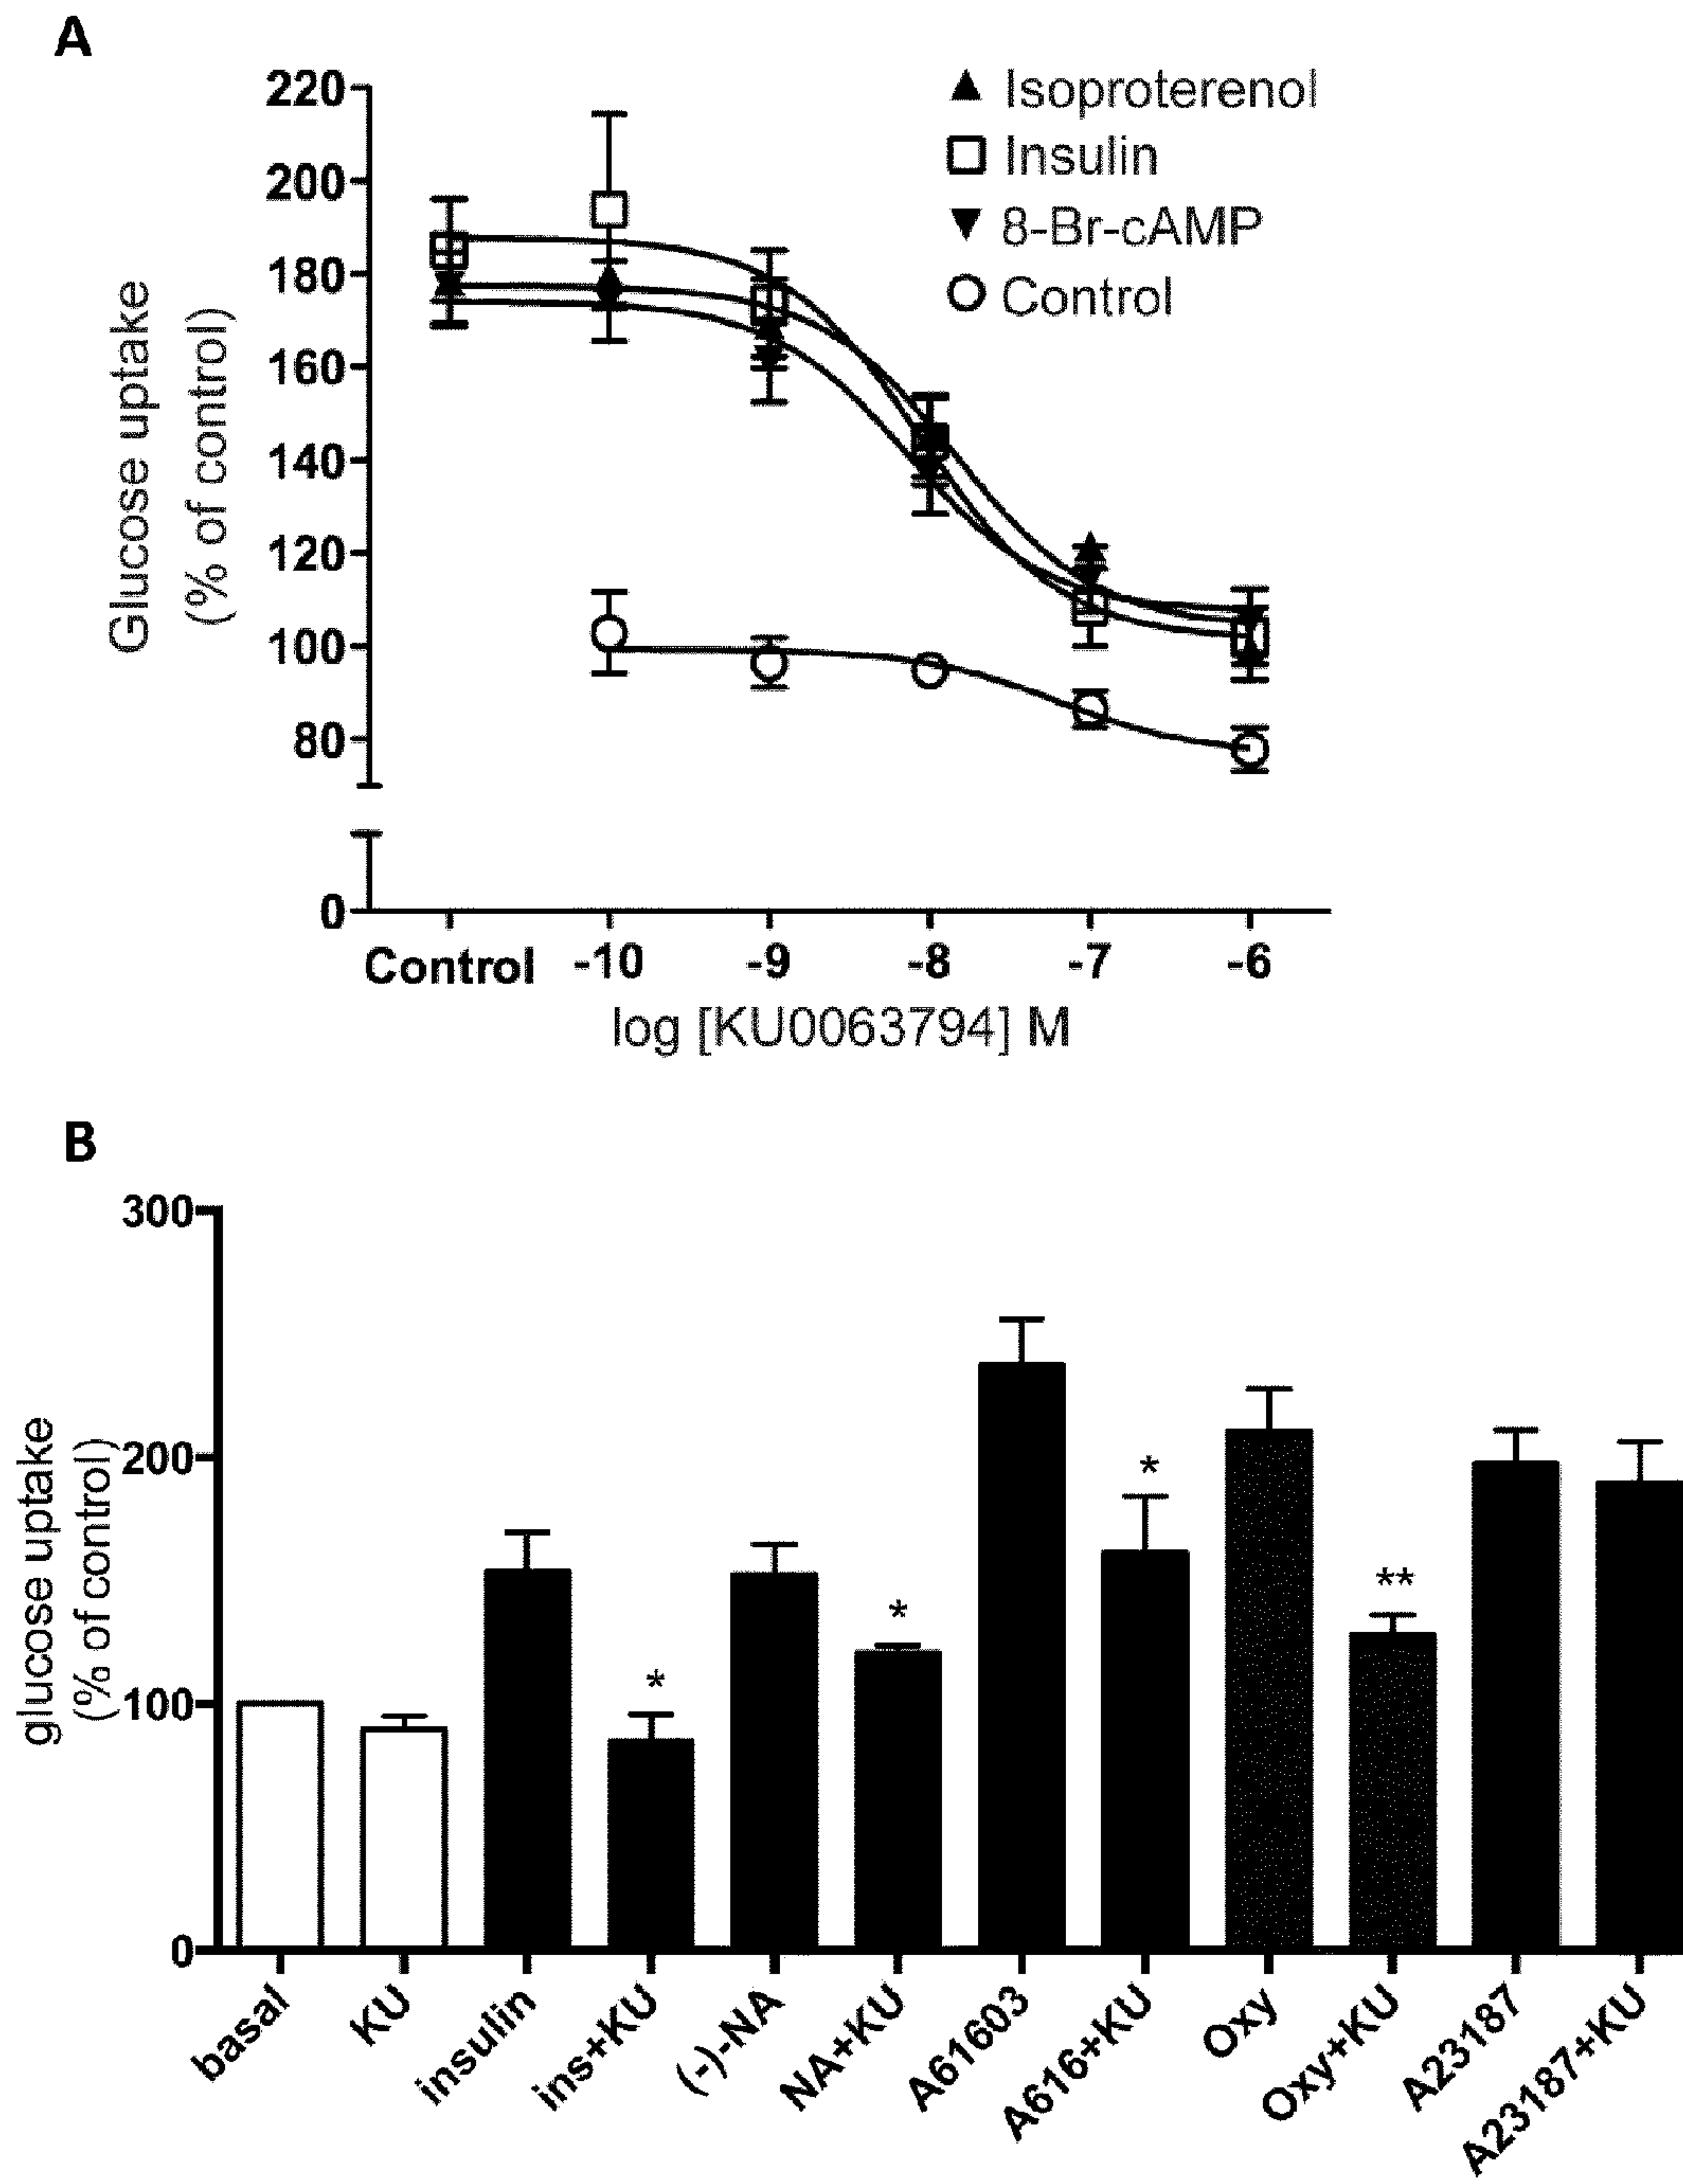 A
220
200
180
160
140
120
100
80
0
Glucose uptake
(% of control)
Isoproterenol
Insulin
8-Br-cAMP
Control
Control -10 -9 -8 -7 -6
log [KU0063794] M
B
300
200
100
0
glucose uptake
(% of control)
*
*
*
**
basal
KU
insulin
ins+KU
(-)-NA
NA+KU
A61603
A616+KU
Oxy
Oxy+KU
A23187
A23187+KU